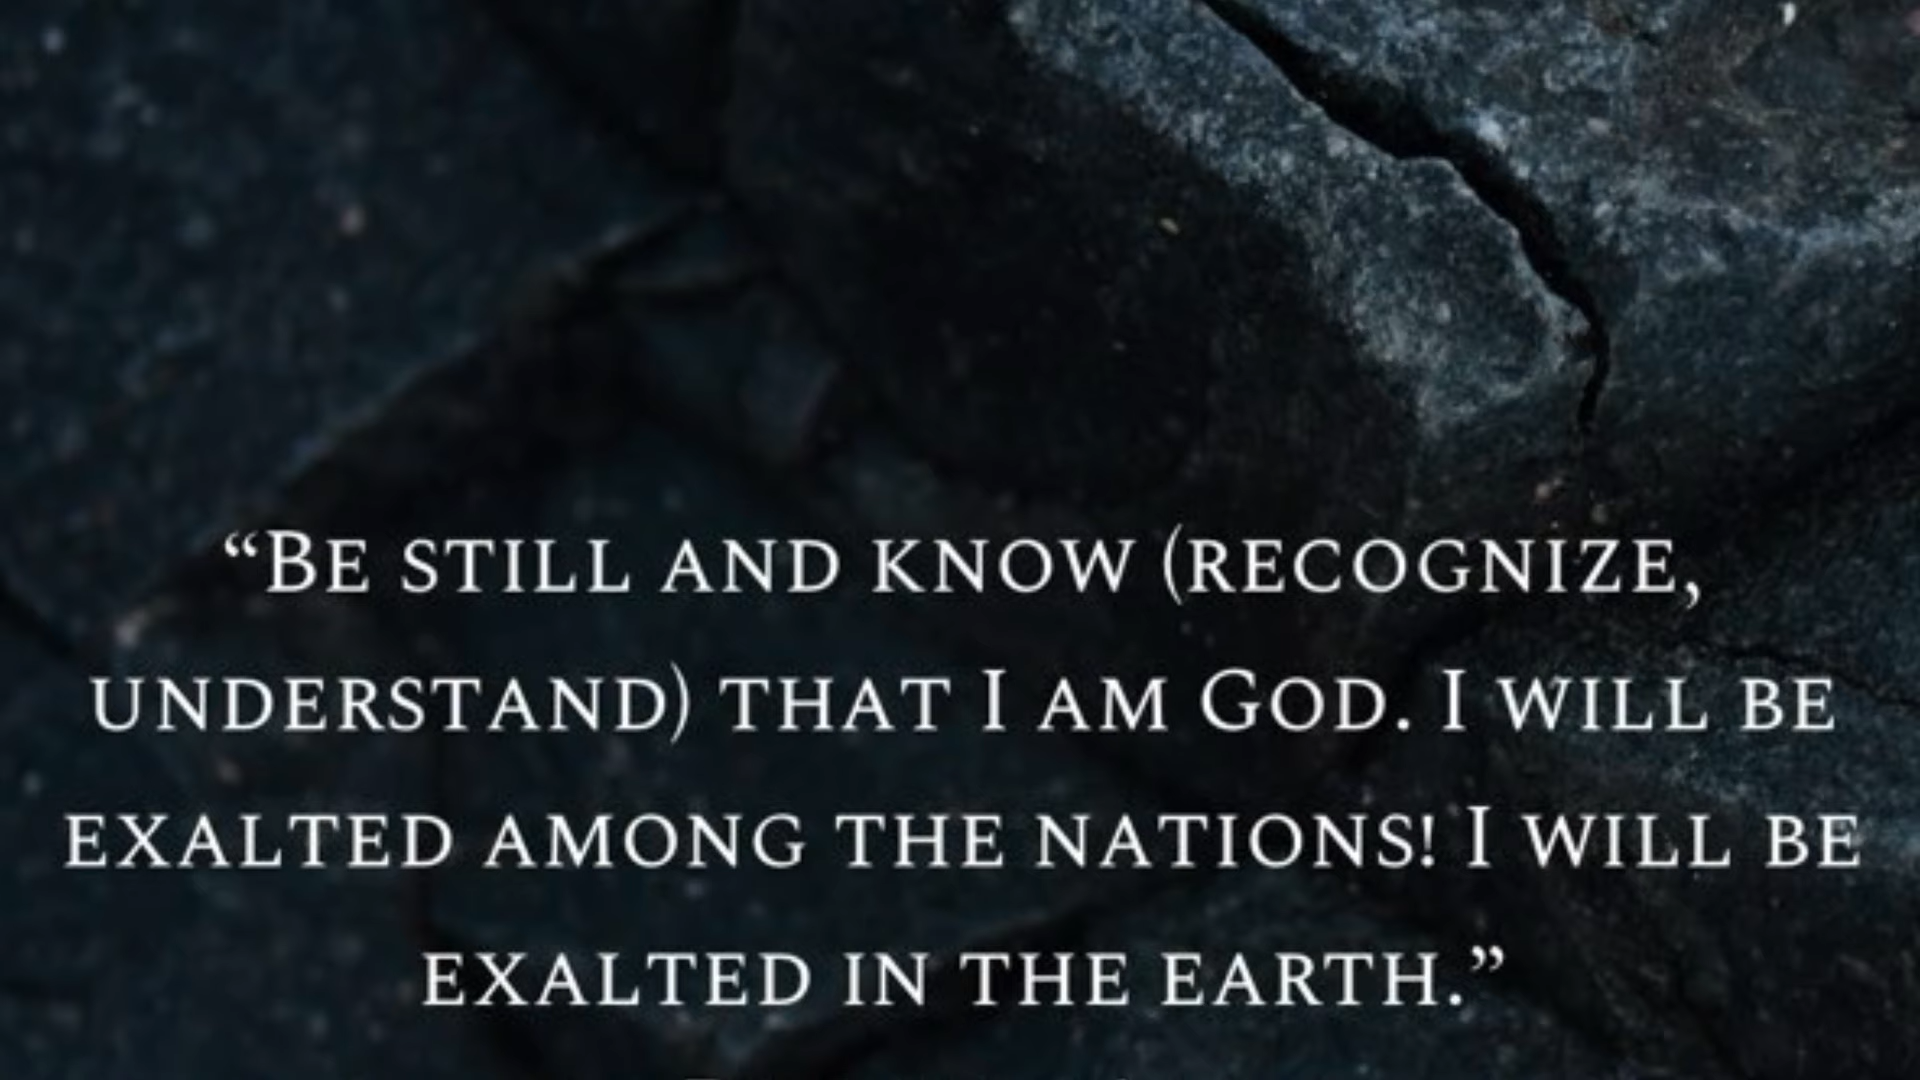 “Be still and know (recognize,
understand) that I am God. I will be
exalted among the nations! I will be
exalted in the earth.”